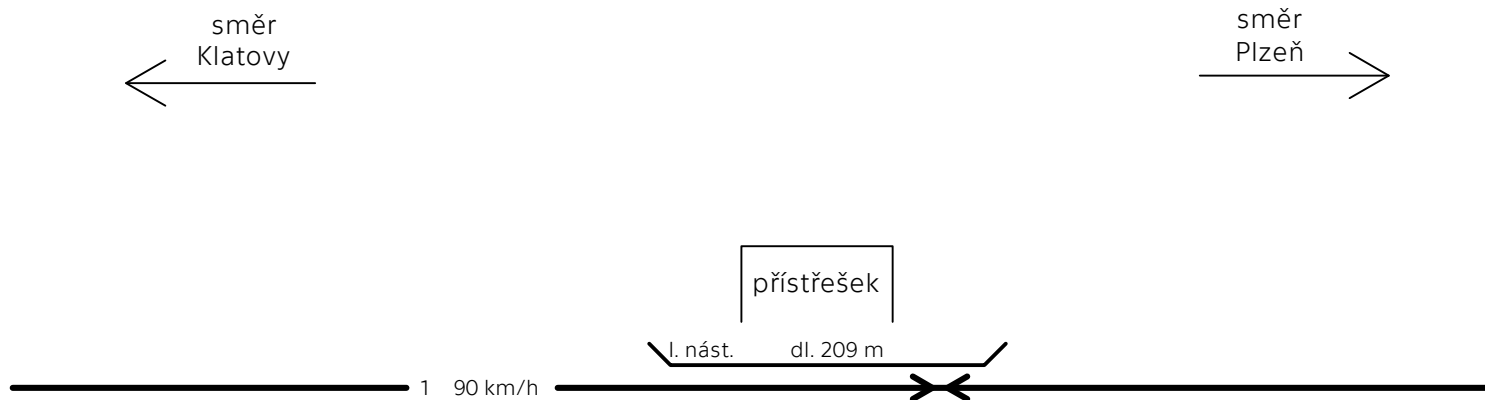 směr
Klatovy
směr
Plzeň
přístřešek
I. nást. dl. 209 m
1 90 km/h